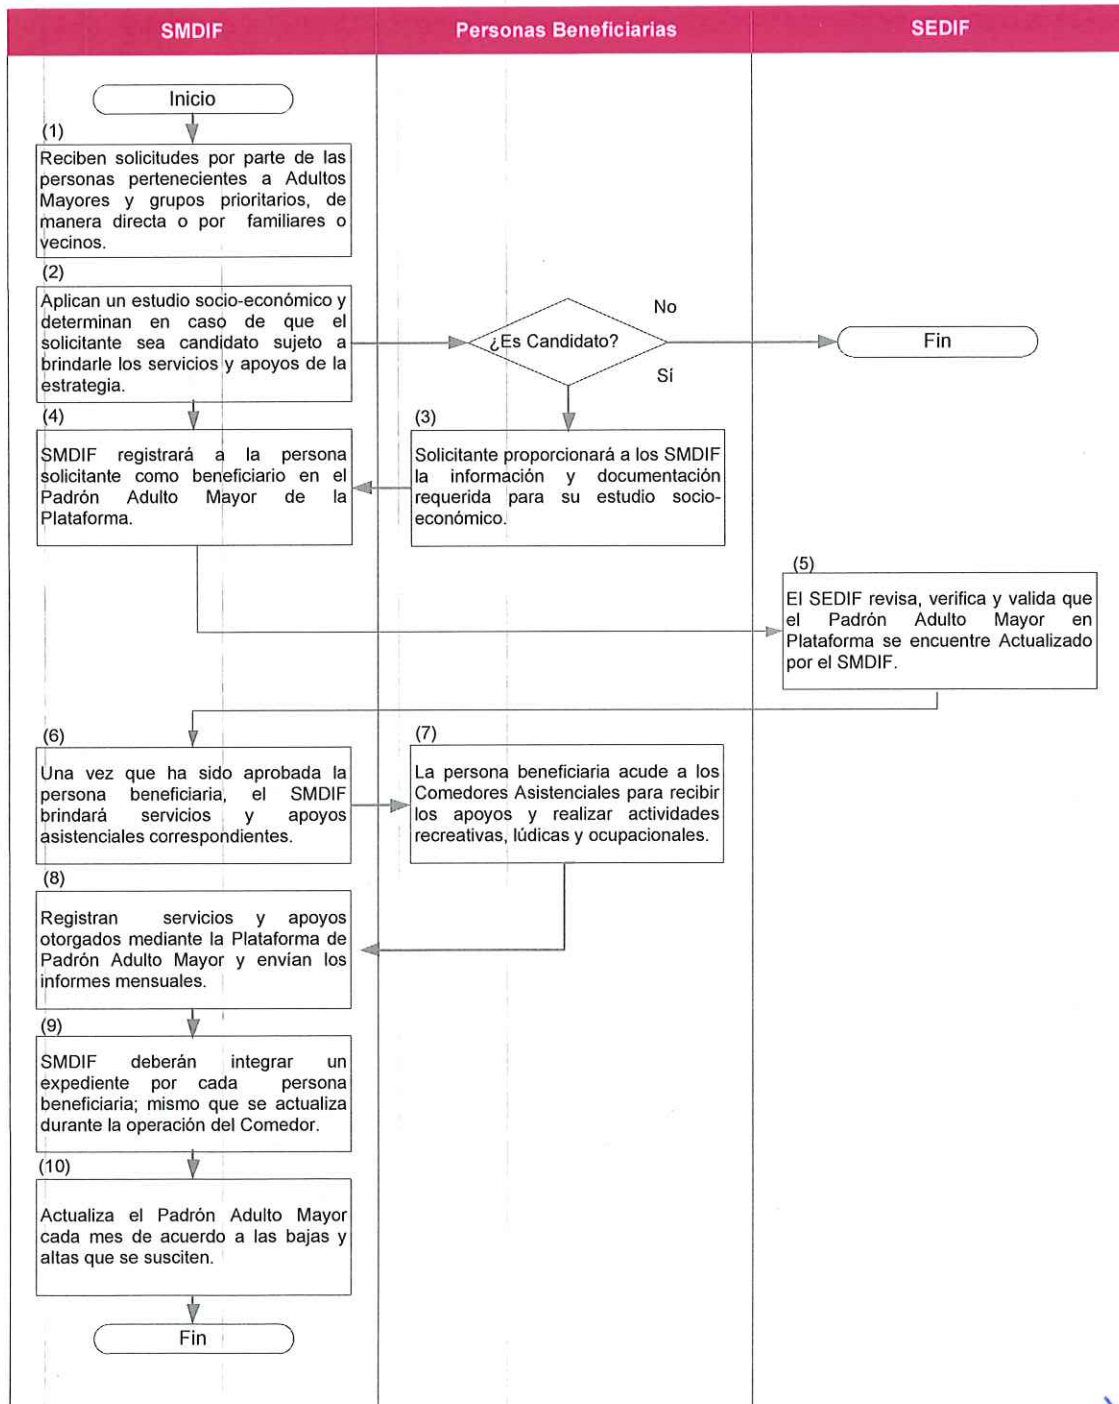 SMDIF
Personas Beneficiarias
SEDIF
Inicio
(1)
Reciben solicitudes por parte de las
personas pertenecientes a Adultos
Mayores y grupos prioritarios, de
manera directa o por familiares o
vecinos.
(2)
Aplican un estudio socio-económico y
determinan en caso de que el
solicitante sea candidato sujeto a
brindarle los servicios y apoyos de la
estrategia.
¿Es Candidato?
No
Sí
Fin
(3)
Solicitante proporcionará a los SMDIF
la información y documentación
requerida para su estudio socio-
económico.
(4)
SMDIF registrará a la persona
solicitante como beneficiario en el
Padrón Adulto Mayor de la
Plataforma.
(5)
El SEDIF revisa, verifica y valida que
el Padrón Adulto Mayor en
Plataforma se encuentre Actualizado
por el SMDIF.
(6)
Una vez que ha sido aprobada la
persona beneficiaria, el SMDIF
brindará servicios y apoyos
asistenciales correspondientes.
(7)
La persona beneficiaria acude a los
Comedores Asistenciales para recibir
los apoyos y realizar actividades
recreativas, lúdicas y ocupacionales.
(8)
Registran servicios y apoyos
otorgados mediante la Plataforma de
Padrón Adulto Mayor y envían los
informes mensuales.
(9)
SMDIF deberán integrar un
expediente por cada persona
beneficiaria; mismo que se actualiza
durante la operación del Comedor.
(10)
Actualiza el Padrón Adulto Mayor
cada mes de acuerdo a las bajas y
altas que se susciten.
Fin